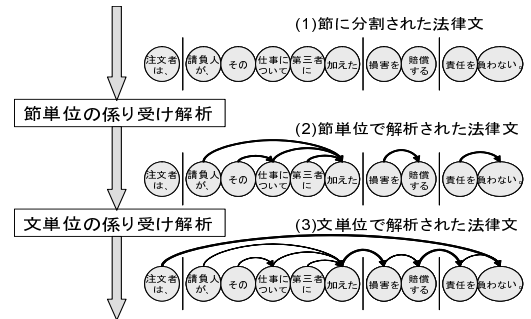 (1)節に分割された法律文
注文者は、 請負人が、 その 仕事について 第三者に 加えた 損害を 賠償する 責任を 負わない。
節単位の係り受け解析
(2)節単位で解析された法律文
注文者は、 請負人が、 その 仕事について 第三者に 加えた 損害を 賠償する 責任を 負わない。
文単位の係り受け解析
(3)文単位で解析された法律文
注文者は、 請負人が、 その 仕事について 第三者に 加えた 損害を 賠償する 責任を 負わない。